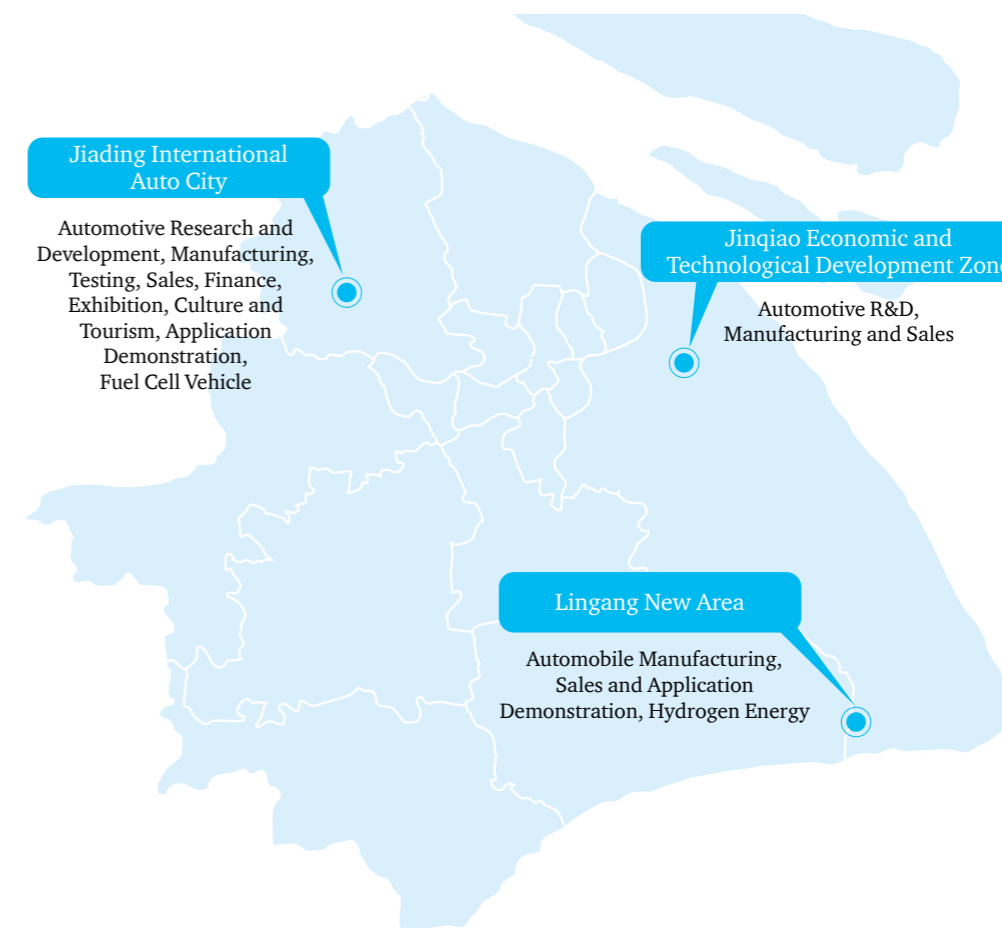 Jiading International
Auto City
Automotive Research and
Development, Manufacturing,
Testing, Sales, Finance,
Exhibition, Culture and
Tourism, Application
Demonstration,
Fuel Cell Vehicle
Jinqiao Economic and
Technological Development Zone
Automotive R&D,
Manufacturing and Sales
Lingang New Area
Automobile Manufacturing,
Sales and Application
Demonstration, Hydrogen Energy